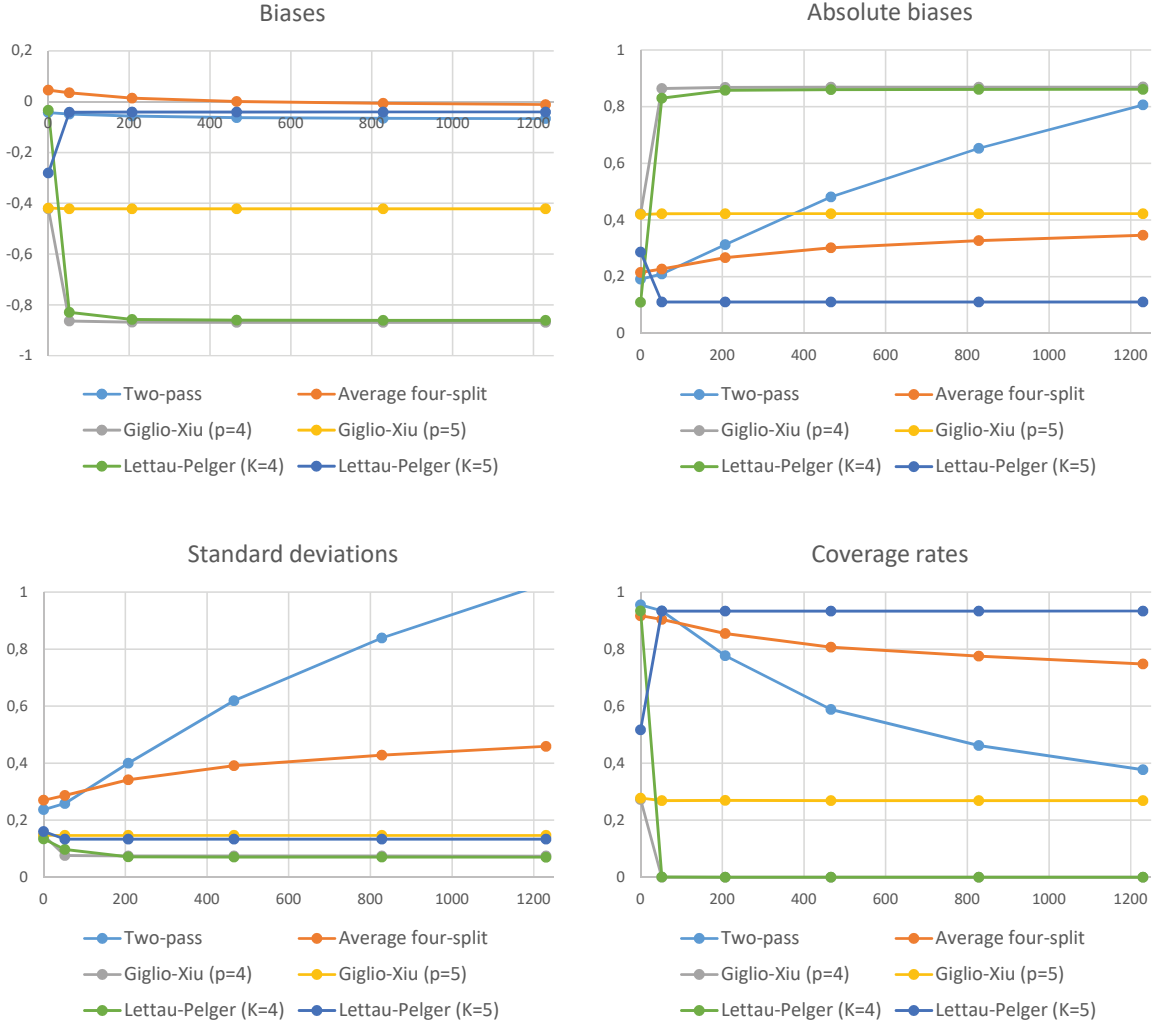 Biases
0,2
0
-0,2
-0,4
-0,6
-0,8
-1
0 200 400 600 800 1000 1200
Two-pass Average four-split
Giglio-Xiu (p=4) Giglio-Xiu (p=5)
Lettau-Pelger (K=4) Lettau-Pelger (K=5)
Absolute biases
1
0,8
0,6
0,4
0,2
0
0 200 400 600 800 1000 1200
Two-pass Average four-split
Giglio-Xiu (p=4) Giglio-Xiu (p=5)
Lettau-Pelger (K=4) Lettau-Pelger (K=5)
Standard deviations
1
0,8
0,6
0,4
0,2
0
0 200 400 600 800 1000 1200
Two-pass Average four-split
Giglio-Xiu (p=4) Giglio-Xiu (p=5)
Lettau-Pelger (K=4) Lettau-Pelger (K=5)
Coverage rates
1
0,8
0,6
0,4
0,2
0
0 200 400 600 800 1000 1200
Two-pass Average four-split
Giglio-Xiu (p=4) Giglio-Xiu (p=5)
Lettau-Pelger (K=4) Lettau-Pelger (K=5)